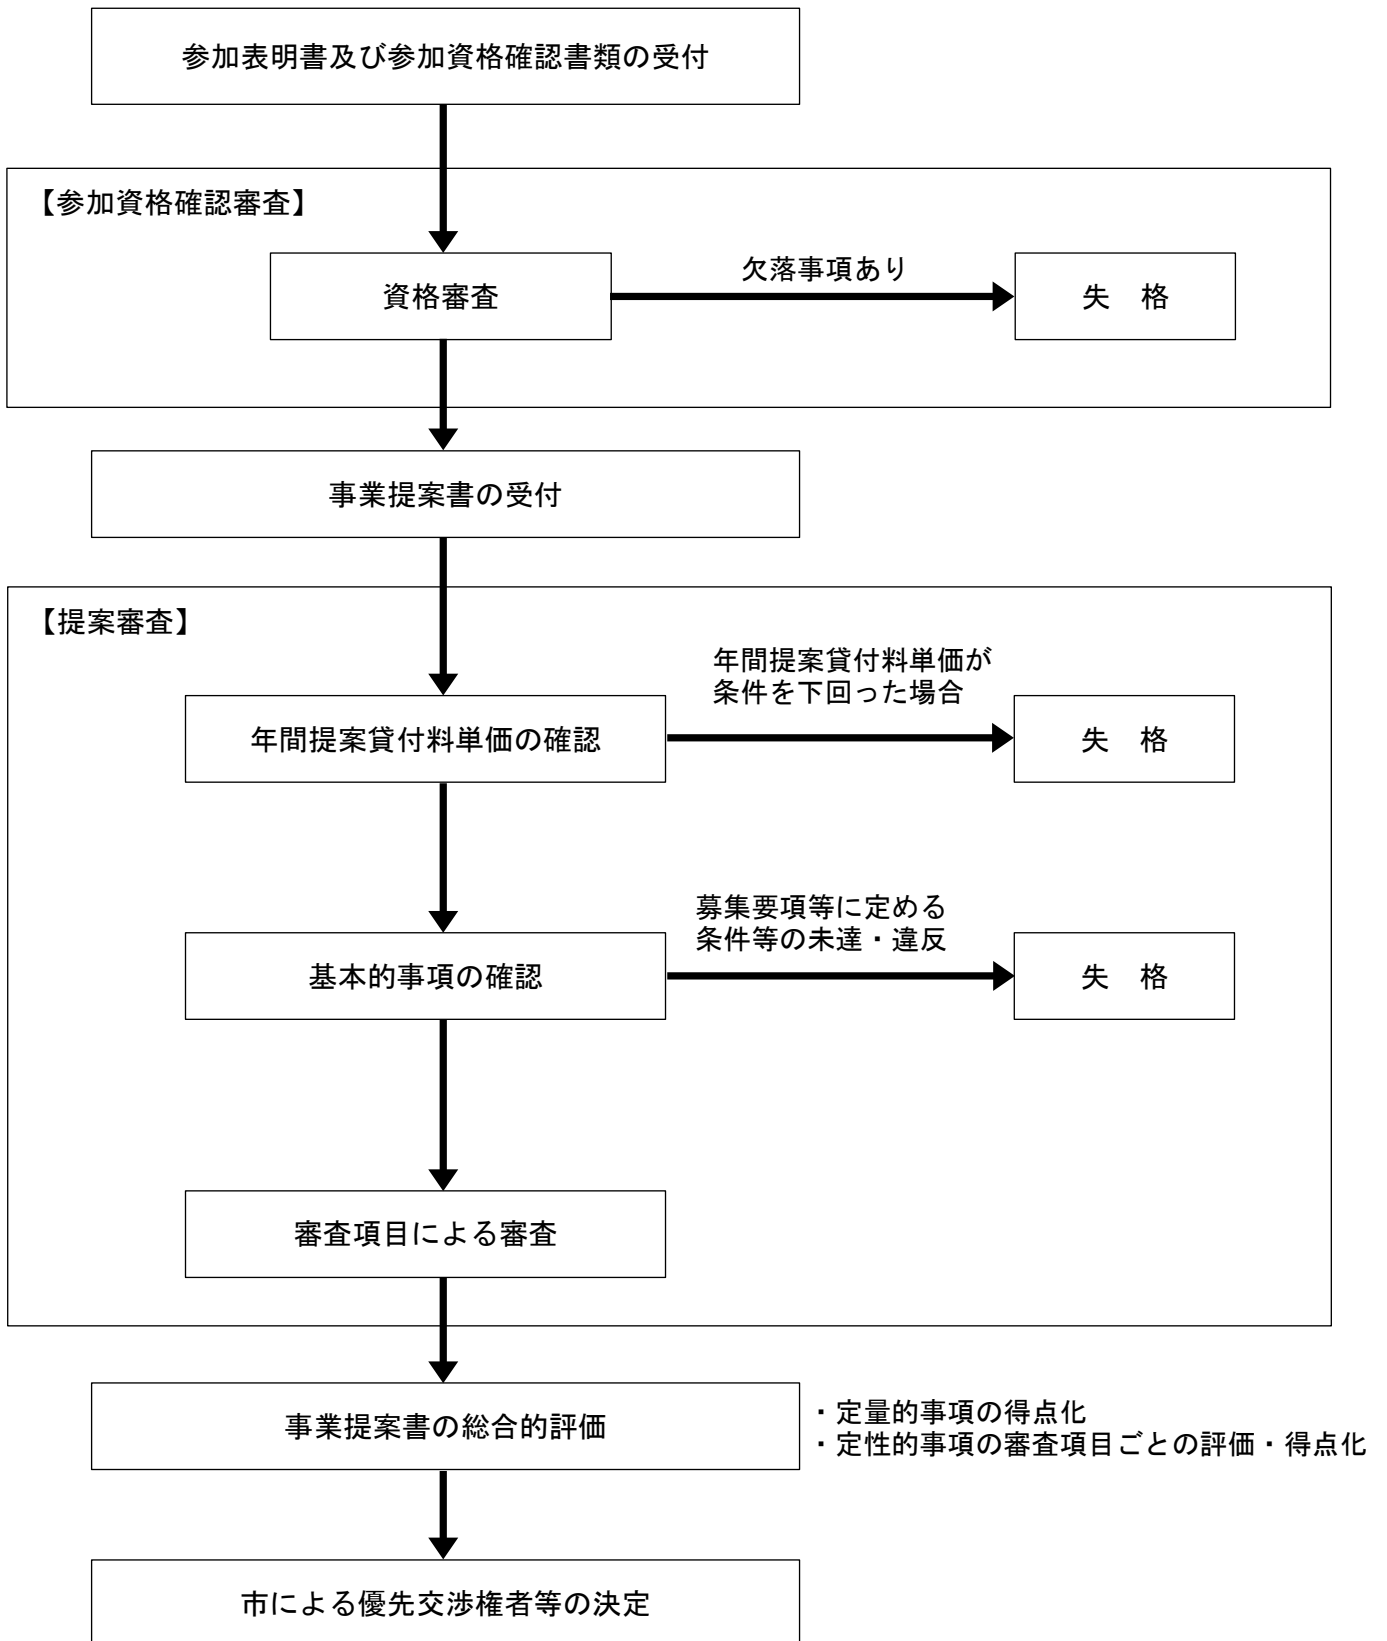 参加表明書及び参加資格確認書類の受付
【参加資格確認審査】
資格審査
欠落事項あり
失　格
事業提案書の受付
【提案審査】
年間提案貸付料単価が
条件を下回った場合
年間提案貸付料単価の確認
失　格
募集要項等に定める
条件等の未達・違反
基本的事項の確認
失　格
審査項目による審査
事業提案書の総合的評価
・定量的事項の得点化
・定性的事項の審査項目ごとの評価・得点化
市による優先交渉権者等の決定